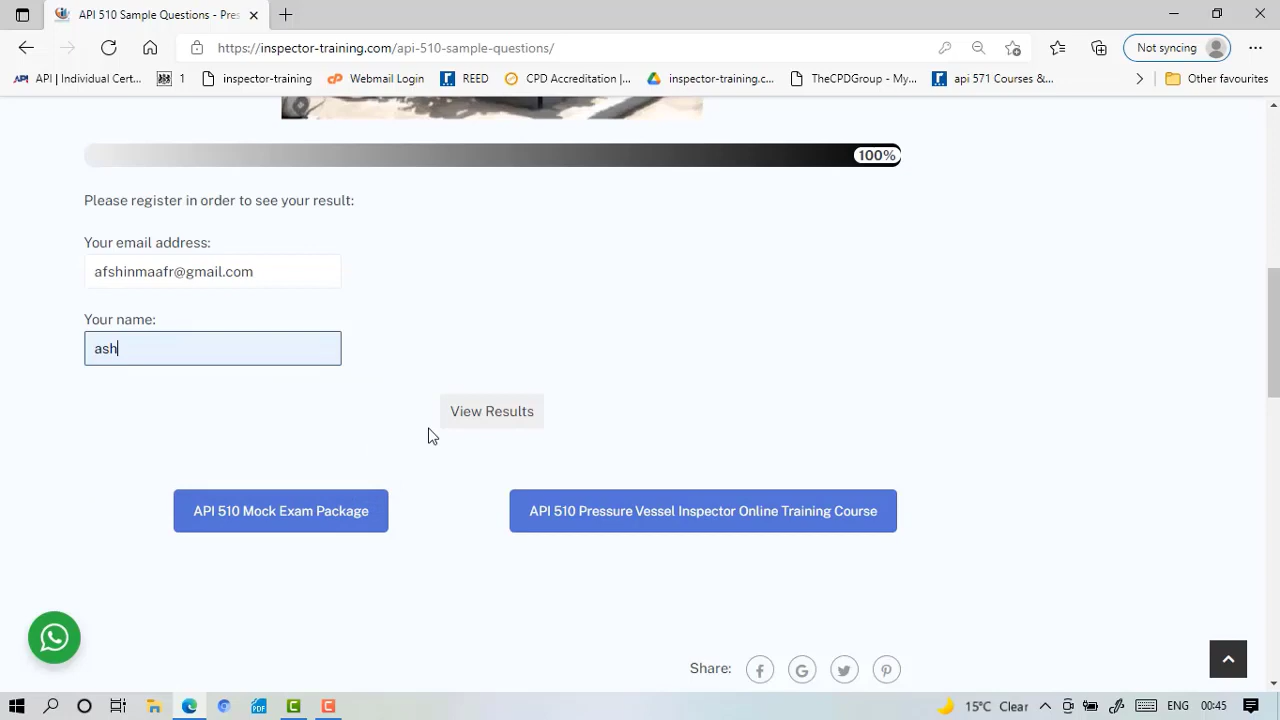 API 510 Sample Questions - Pres
https://inspector-training.com/api-510-sample-questions/
Not syncing
API API | Individual Cert...
1
inspector-training
Webmail Login
REED
CPD Accreditation |...
inspector-training.c...
TheCPDGroup - My...
api 571 Courses &...
Other favourites
100%
Please register in order to see your result:
Your email address:
afshinmaafr@gmail.com
Your name:
ash
View Results
API 510 Mock Exam Package
API 510 Pressure Vessel Inspector Online Training Course
Share:
15°C Clear
ENG
00:45